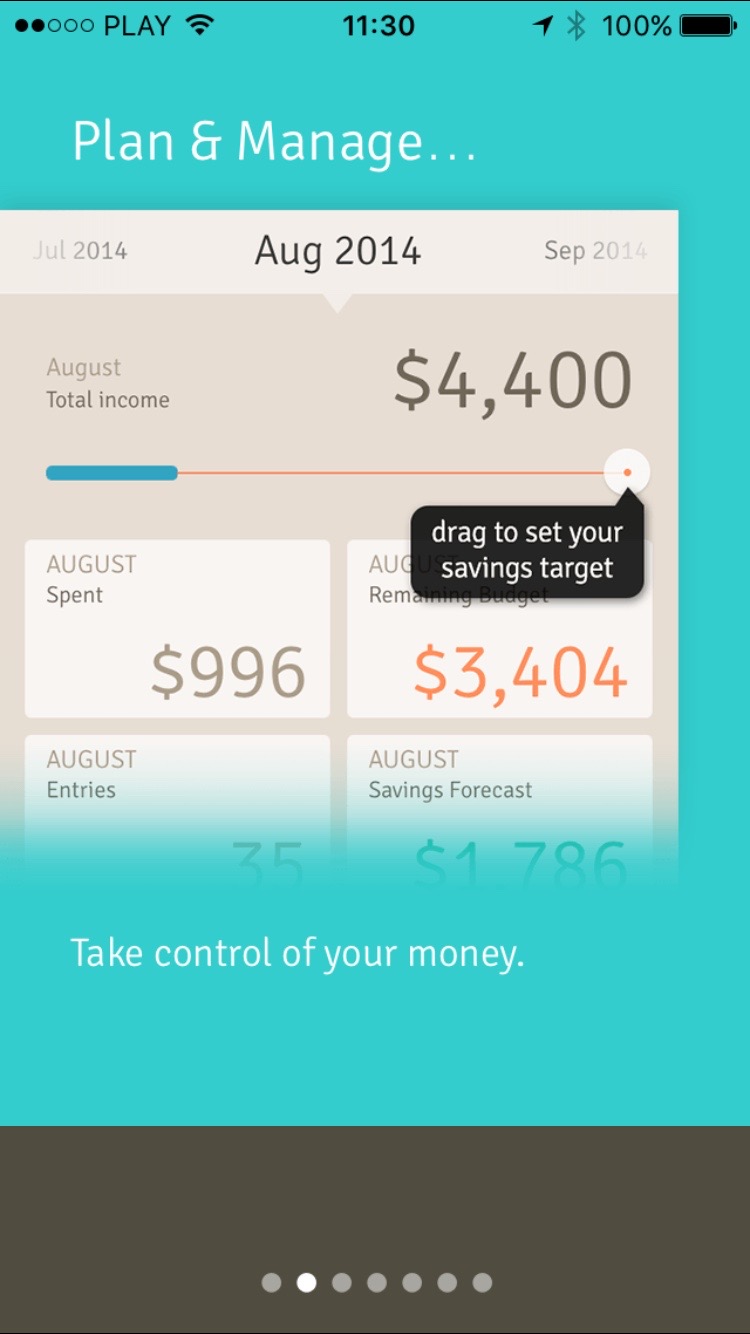 PLAY 11:30 100%
Plan & Manage...
Jul 2014 Aug 2014 Sep 2014
August
Total income
$4,400
drag to set your
savings target
AUGUST
Spent
$996
AUGUST
Remaining Budget
$3,404
AUGUST
Entries
35
AUGUST
Savings Forecast
$1,786
Take control of your money.